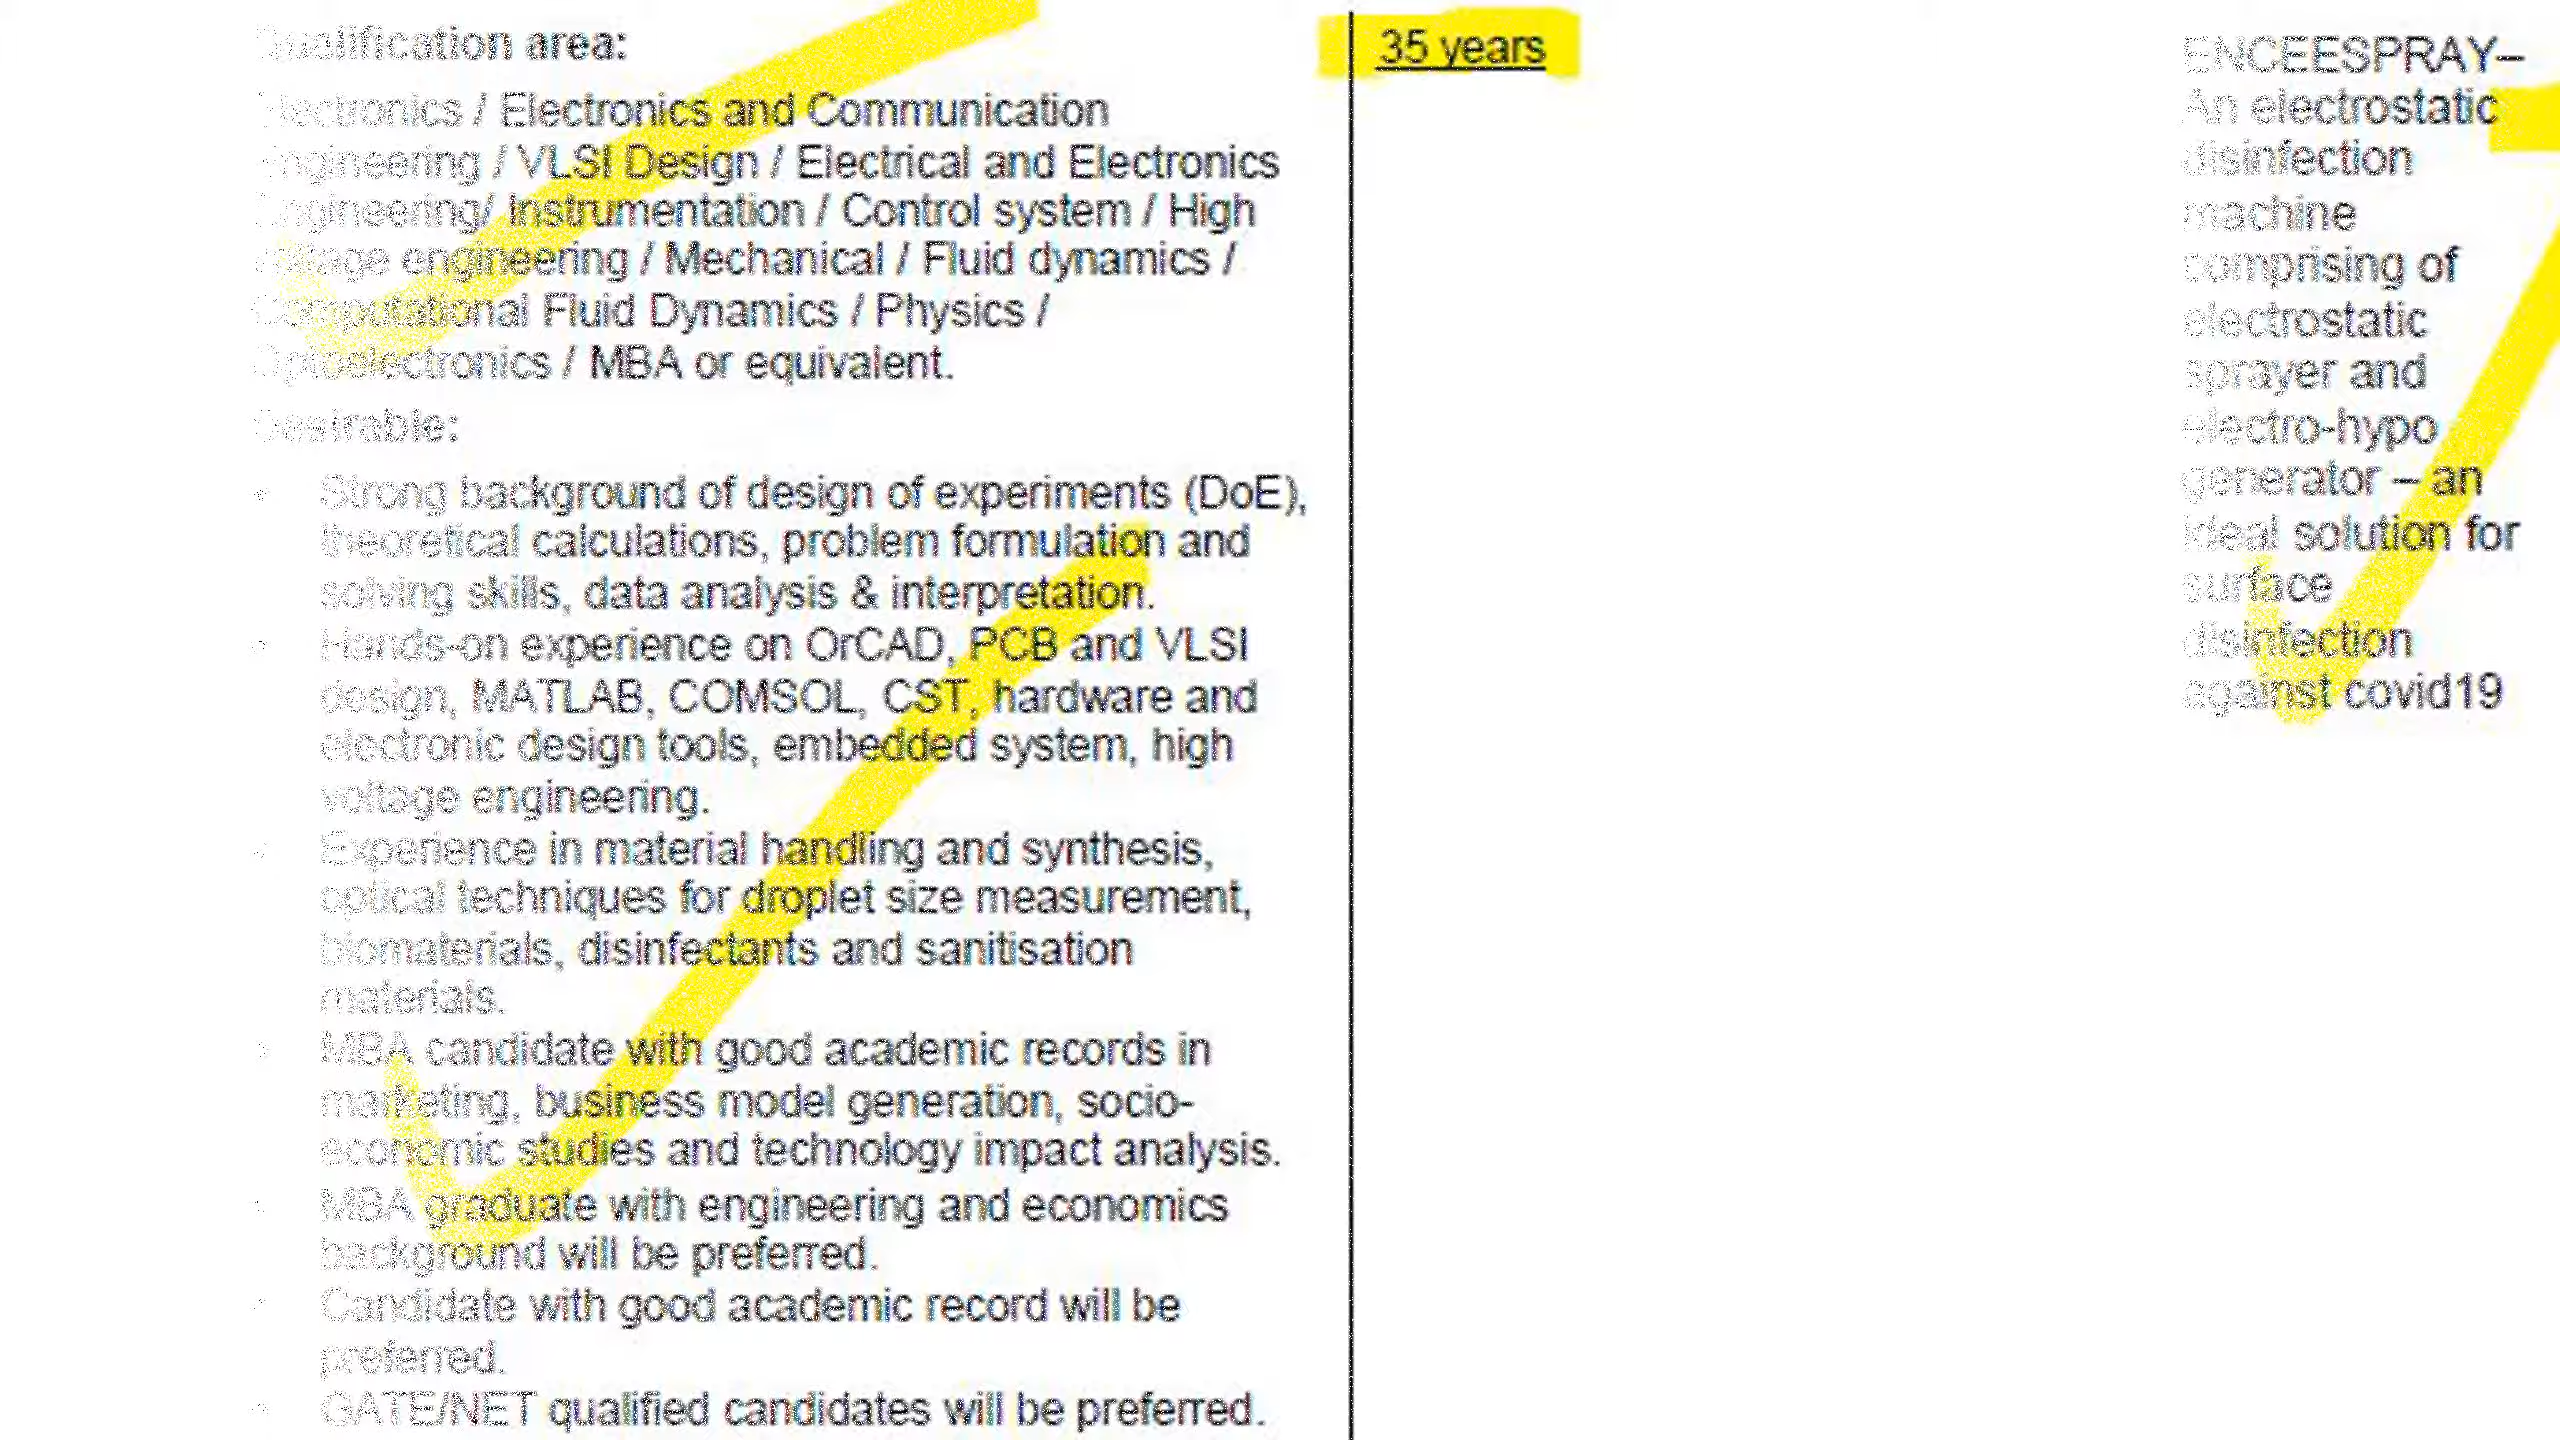 Qualification area:
Electronics / Electronics and Communication
Engineering / VLSI Design / Electrical and Electronics
Engineering/ Instrumentation / Control system / High
voltage engineering / Mechanical / Fluid dynamics /
Computational Fluid Dynamics / Physics /
Optoelectronics / MBA or equivalent.
Desirable:
Strong background of design of experiments (DoE),
theoretical calculations, problem formulation and
solving skills, data analysis & interpretation.
Hands-on experience on OrCAD, PCB and VLSI
design, MATLAB, COMSOL, CST, hardware and
electronic design tools, embedded system, high
voltage engineering.
Experience in material handling and synthesis,
optical techniques for droplet size measurement,
biomaterials, disinfectants and sanitisation
materials.
MBA candidate with good academic records in
marketing, business model generation, socio-
economic studies and technology impact analysis.
MBA graduate with engineering and economics
background will be preferred.
Candidate with good academic record will be
preferred.
GATE/NET qualified candidates will be preferred.
35 years
ENCEESPRAY–
An electrostatic
disinfection
machine
comprising of
electrostatic
sprayer and
electro-hypo
generator – an
ideal solution for
surface
disinfection
against covid19